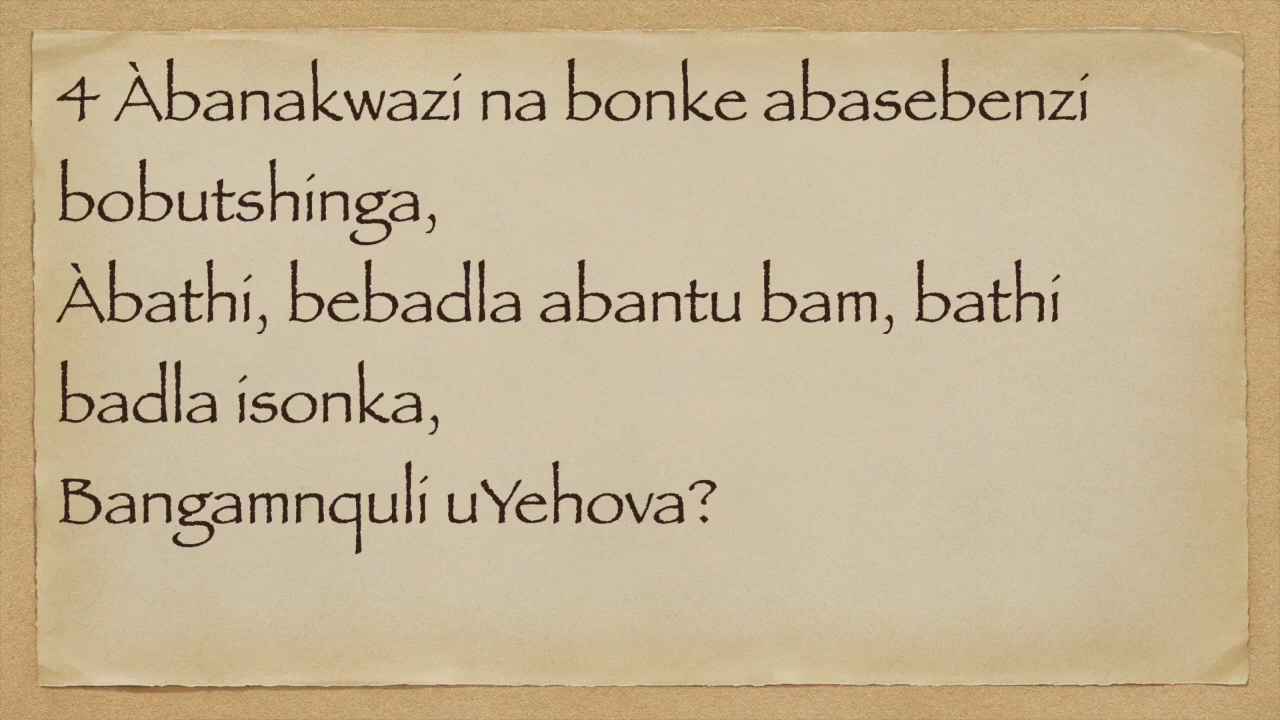 4 Àbanakwazi na bonke abasebenzi
bobutshinga,
Àbathi, bebadla abantu bam, bathi
badla isonka,
Bangamnquli uYehova?